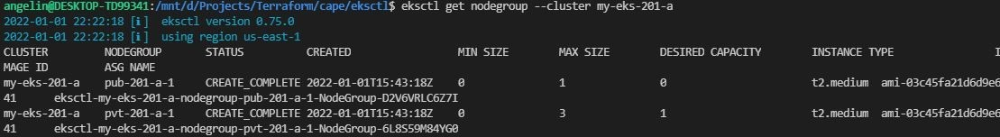 angelin@DESKTOP-TD99341:/mnt/d/Projects/Terraform/cape/eksctl$ eksctl get nodegroup --cluster my-eks-201-a
2022-01-01 22:22:18 [ℹ]  eksctl version 0.75.0
2022-01-01 22:22:18 [ℹ]  using region us-east-1
CLUSTER NODEGROUP STATUS CREATED MIN SIZE MAX SIZE DESIRED CAPACITY INSTANCE TYPE I
MAGE ID ASG NAME
my-eks-201-a pub-201-a-1 CREATE_COMPLETE 2022-01-01T15:43:18Z 0 1 0 t2.medium ami-03c45fa21d6d9e6
41 eksctl-my-eks-201-a-nodegroup-pub-201-a-1-NodeGroup-D2V6VRLC6Z7I
my-eks-201-a pvt-201-a-1 CREATE_COMPLETE 2022-01-01T15:43:18Z 0 3 1 t2.medium ami-03c45fa21d6d9e6
41 eksctl-my-eks-201-a-nodegroup-pvt-201-a-1-NodeGroup-6L8S59M84YG0